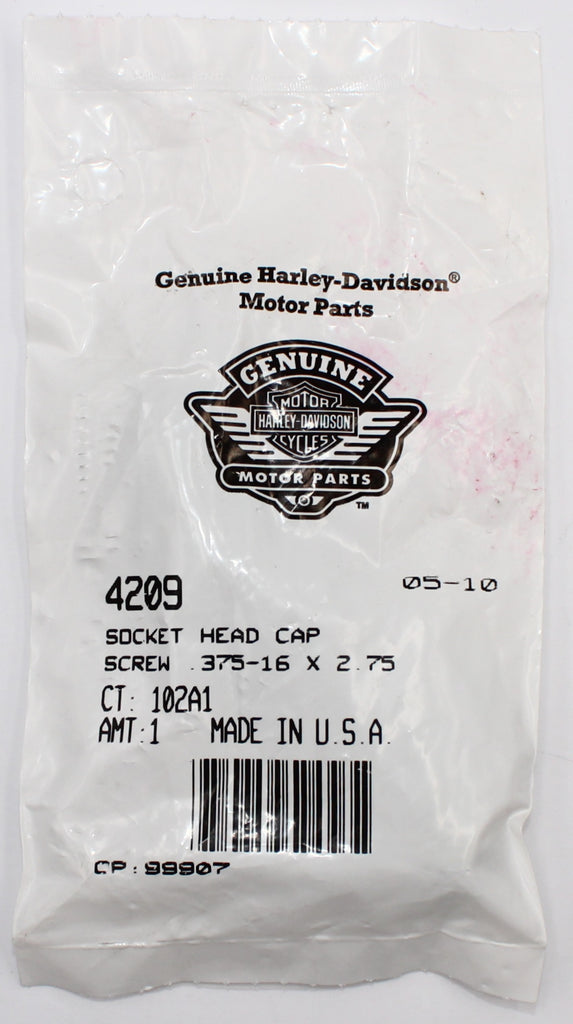 Genuine Harley-Davidson®
Motor Parts
GENUINE
MOTOR
HARLEY-DAVIDSON
CYCLES
MOTOR PARTS
TM
4209
05-10
SOCKET HEAD CAP
SCREW .375-16 X 2.75
CT: 102A1
AMT:1 MADE IN U.S.A.
CP:99907